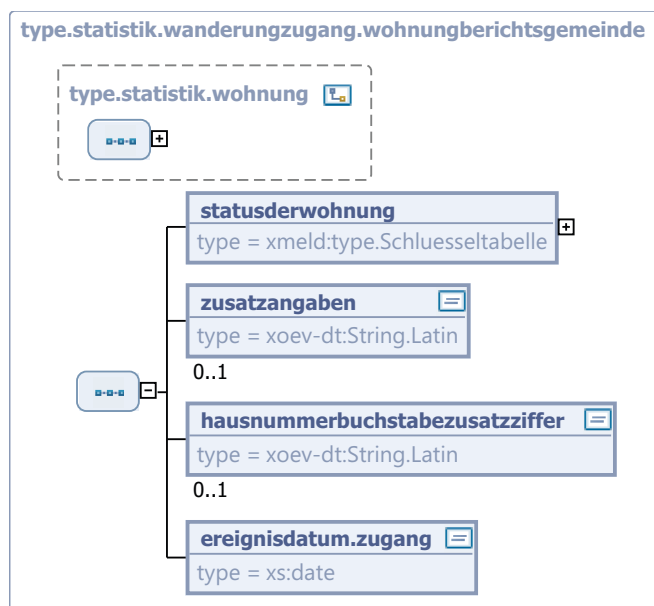 type.statistik.wanderungzugang.wohnungberichtsgemeinde
type.statistik.wohnung
statusderwohnung
type = xmeld:type.Schluesseltabelle
zusatzangaben
type = xoev-dt:String.Latin
0..1
hausnummerbuchstabezusatzziffer
type = xoev-dt:String.Latin
0..1
ereignisdatum.zugang
type = xs:date